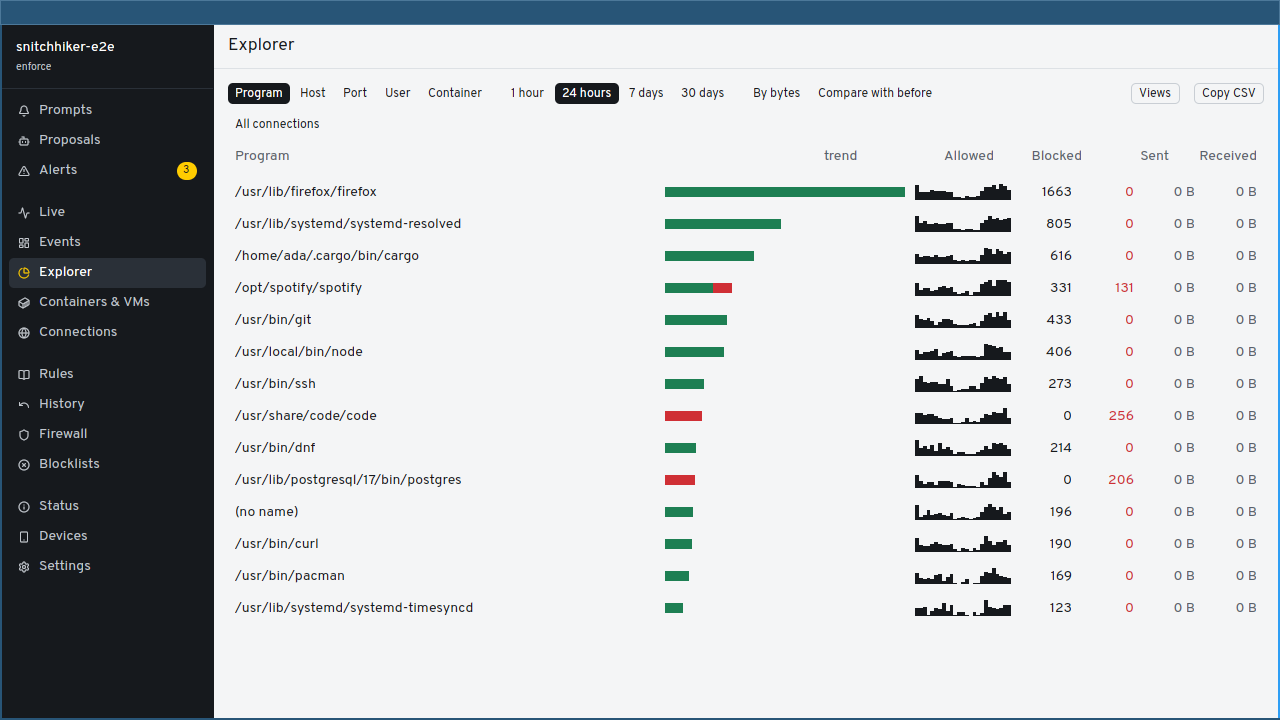 snitchhiker-e2e
enforce
Prompts
Proposals
Alerts 3
Live
Events
Explorer
Containers & VMs
Connections
Rules
History
Firewall
Blocklists
Status
Devices
Settings
Explorer
Program Host Port User Container 1 hour 24 hours 7 days 30 days By bytes Compare with before Views Copy CSV
All connections
Program trend Allowed Blocked Sent Received
/usr/lib/firefox/firefox 1663 0 0 B 0 B
/usr/lib/systemd/systemd-resolved 805 0 0 B 0 B
/home/ada/.cargo/bin/cargo 616 0 0 B 0 B
/opt/spotify/spotify 331 131 0 B 0 B
/usr/bin/git 433 0 0 B 0 B
/usr/local/bin/node 406 0 0 B 0 B
/usr/bin/ssh 273 0 0 B 0 B
/usr/share/code/code 0 256 0 B 0 B
/usr/bin/dnf 214 0 0 B 0 B
/usr/lib/postgresql/17/bin/postgres 0 206 0 B 0 B
(no name) 196 0 0 B 0 B
/usr/bin/curl 190 0 0 B 0 B
/usr/bin/pacman 169 0 0 B 0 B
/usr/lib/systemd/systemd-timesyncd 123 0 0 B 0 B